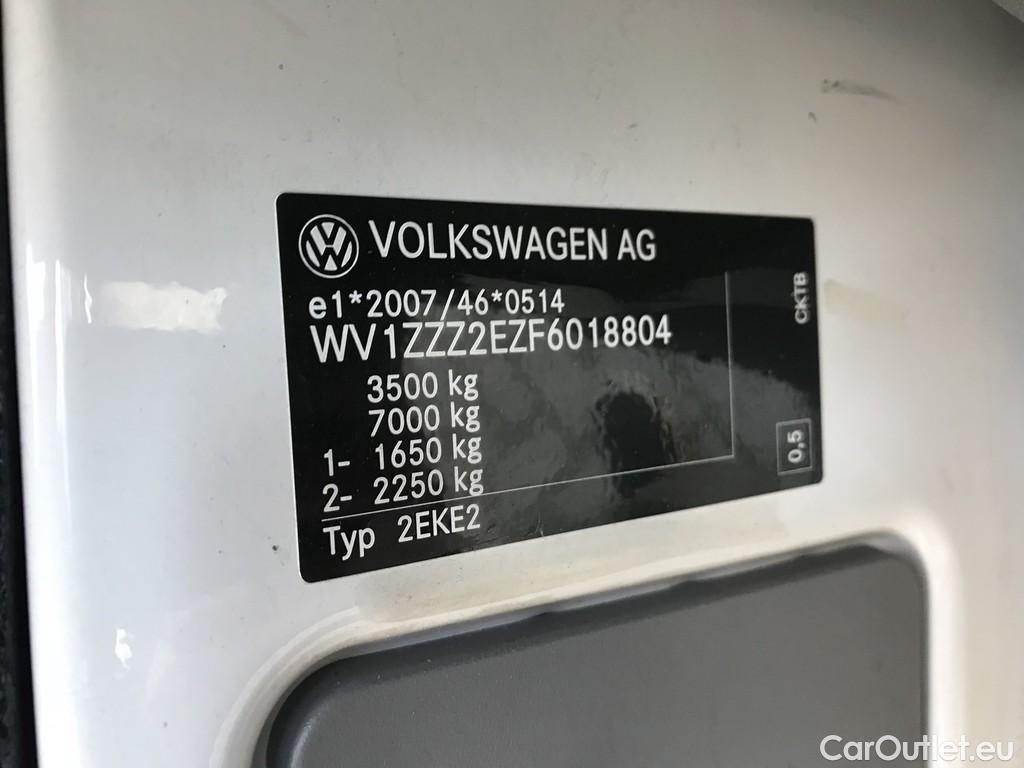 VOLKSWAGEN AG
e1*2007/46*0514
WV1ZZZ2EZF6018804
3500 kg
7000 kg
1- 1650 kg
2- 2250 kg
Typ 2EKE2
CKTB
0,5
CarOutlet.eu